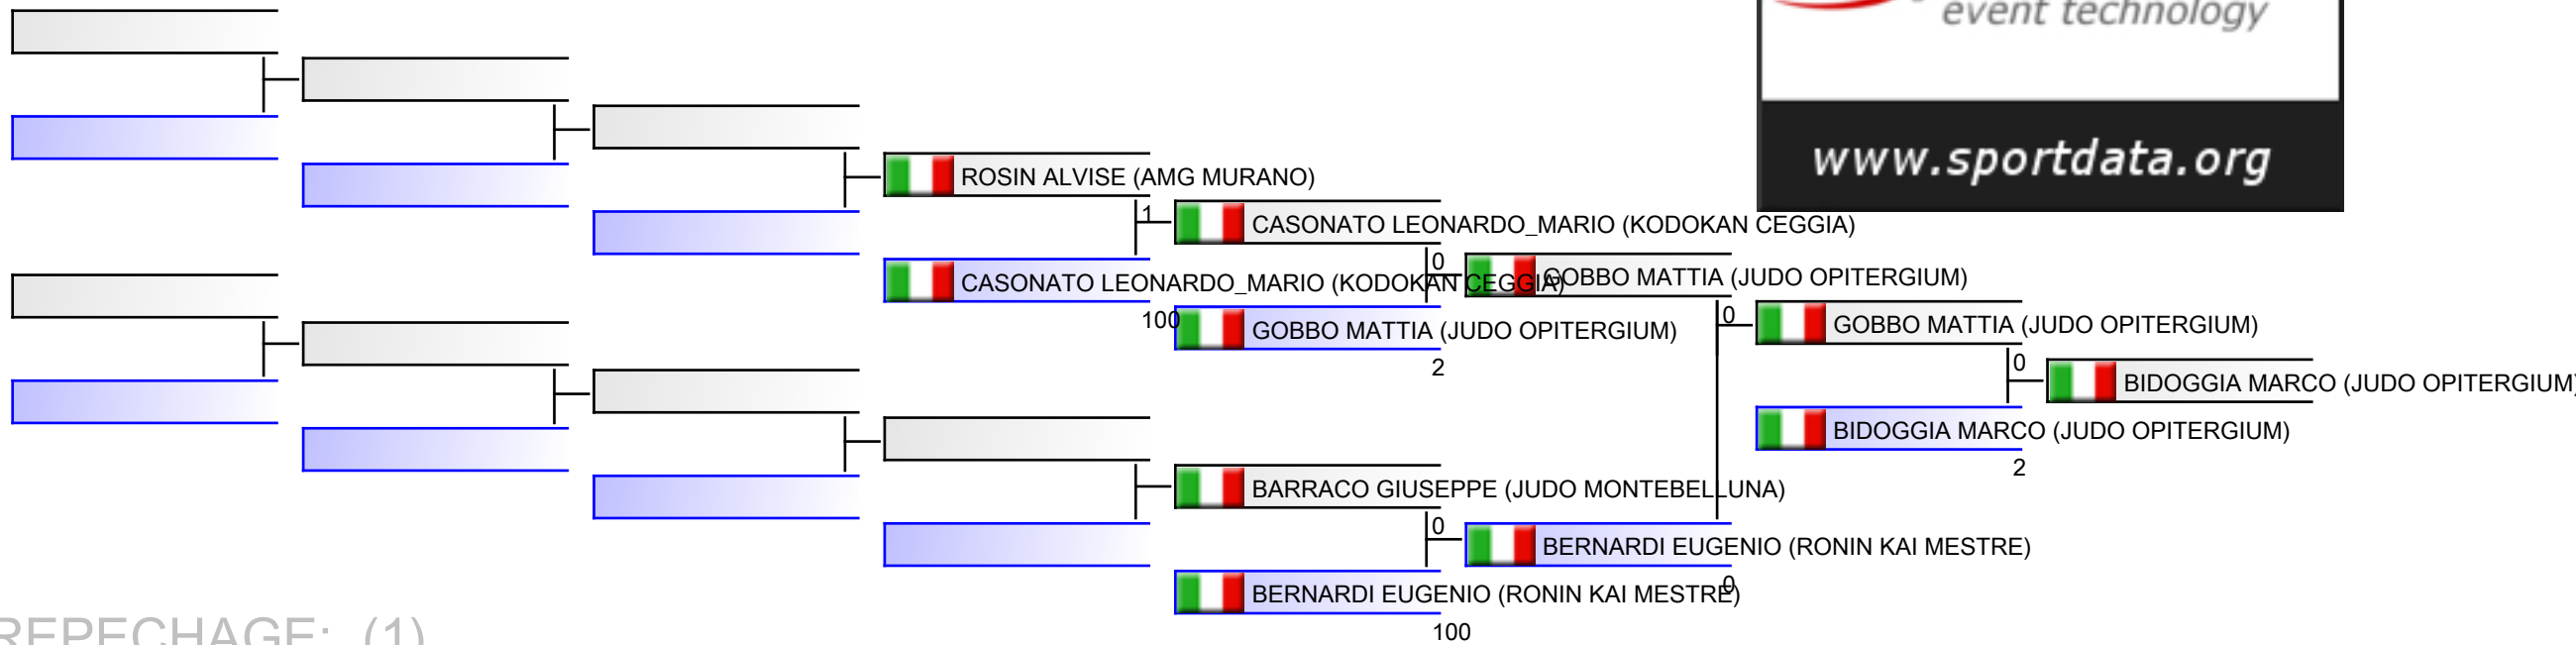 event technology
www.sportdata.org
ROSIN ALVISE (AMG MURANO)
1
CASONATO LEONARDO_MARIO (KODOKAN CEGGIA)
0
CASONATO LEONARDO_MARIO (KODOKAN CEGGIA)
GOBBO MATTIA (JUDO OPITERGIUM)
100
GOBBO MATTIA (JUDO OPITERGIUM)
0
GOBBO MATTIA (JUDO OPITERGIUM)
2
0
BIDOGGIA MARCO (JUDO OPITERGIUM)
BIDOGGIA MARCO (JUDO OPITERGIUM)
2
BARRACO GIUSEPPE (JUDO MONTEBELLUNA)
0
BERNARDI EUGENIO (RONIN KAI MESTRE)
0
BERNARDI EUGENIO (RONIN KAI MESTRE)
100
REPECHAGE: (1)